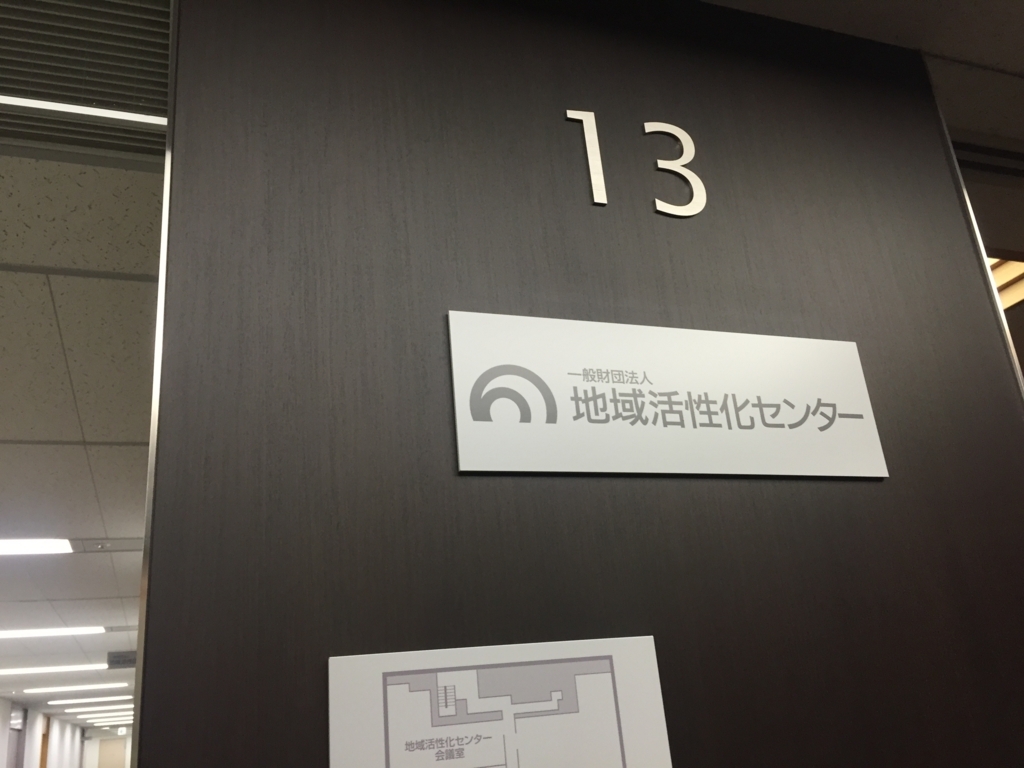 13
一般財団法人
地域活性化センター
地域活性化センター
会議室